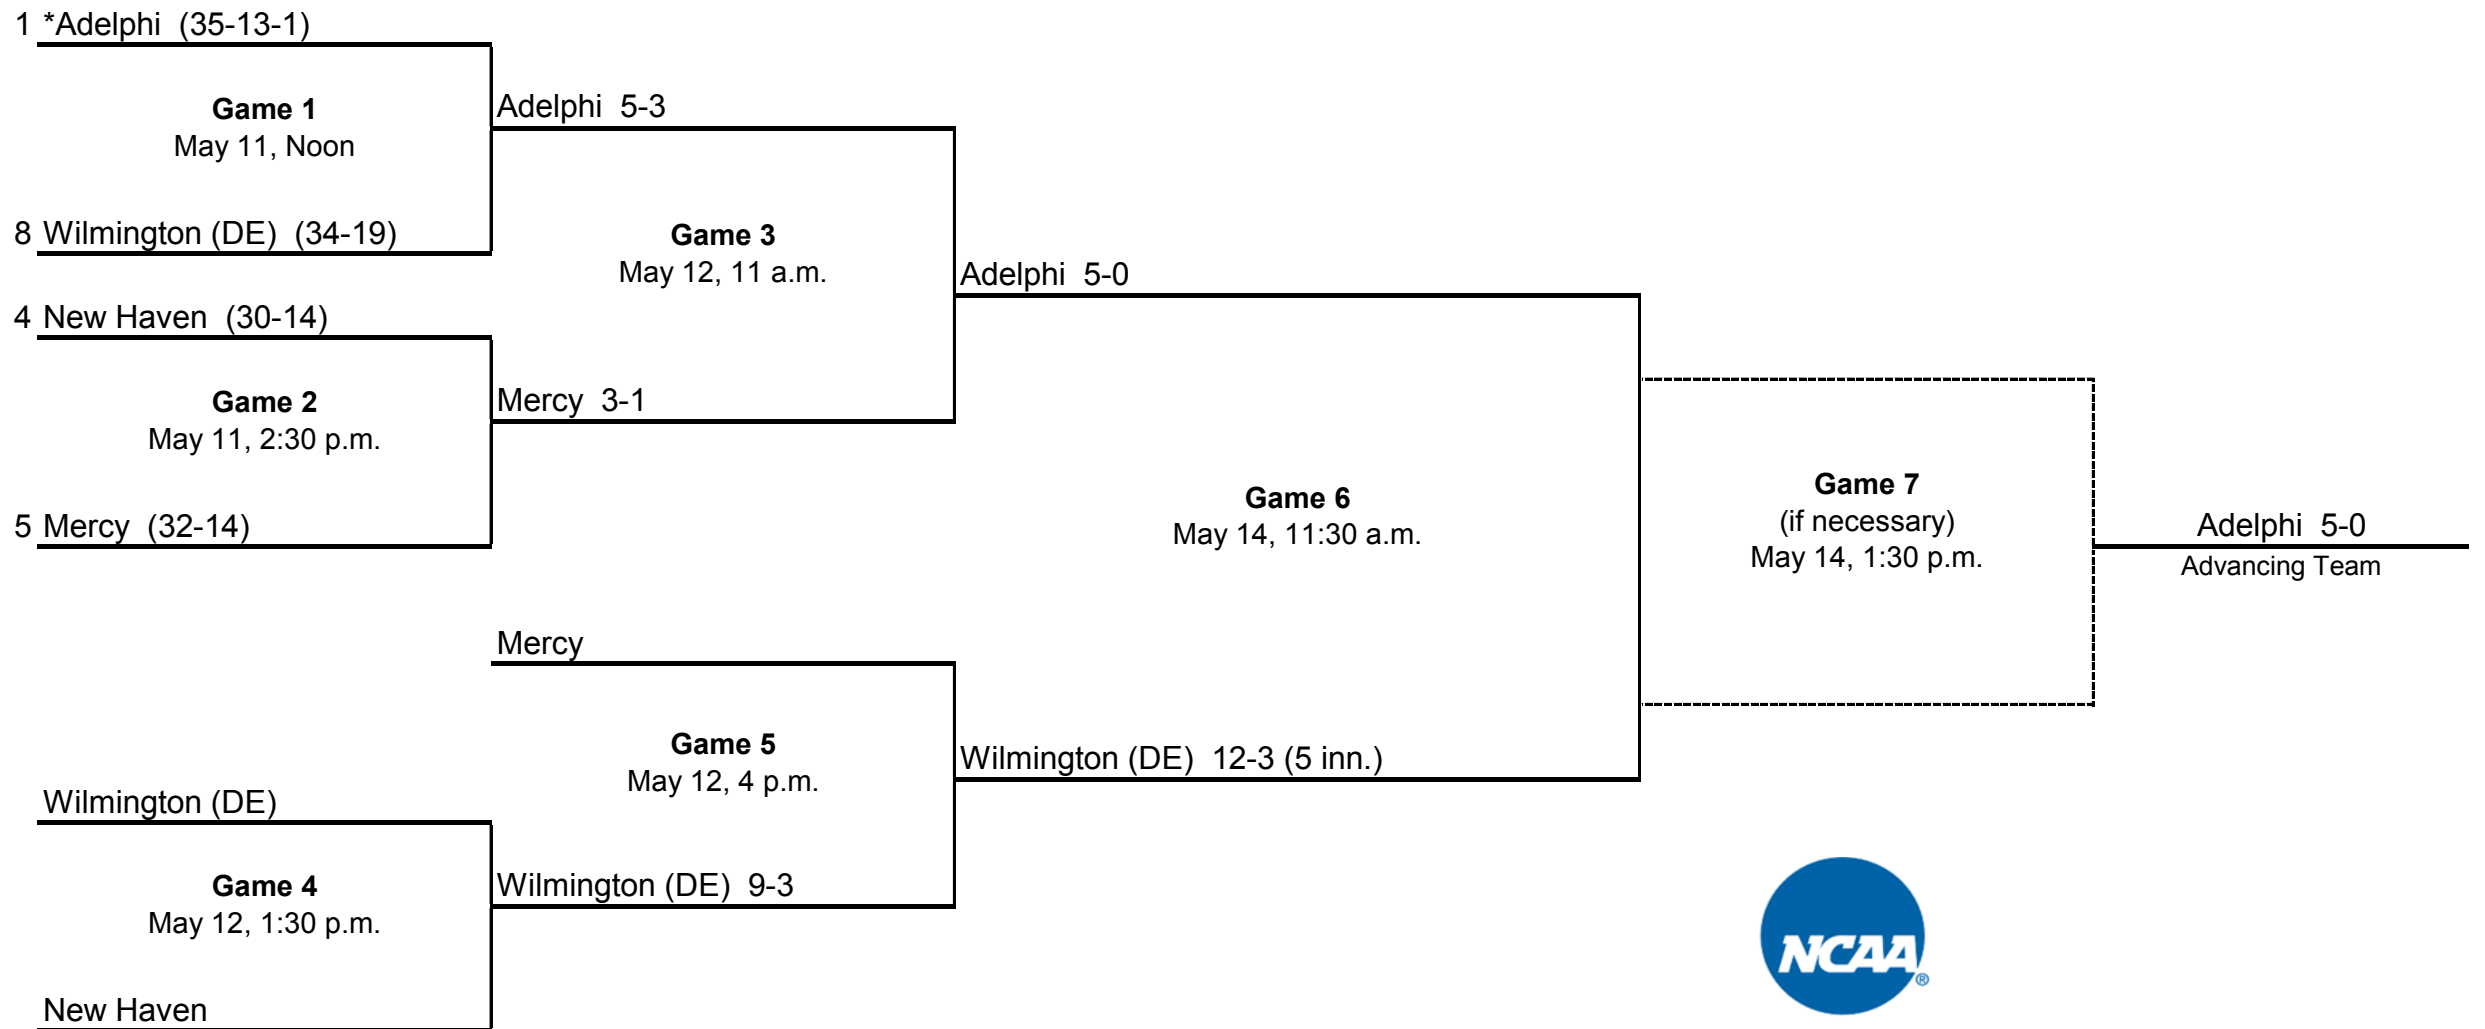 1 *Adelphi (35-13-1)
Game 1
May 11, Noon
8 Wilmington (DE) (34-19)
4 New Haven (30-14)
Game 2
May 11, 2:30 p.m.
5 Mercy (32-14)
Adelphi 5-3
Game 3
May 12, 11 a.m.
Mercy 3-1
Adelphi 5-0
Game 6
May 14, 11:30 a.m.
Game 7
(if necessary)
May 14, 1:30 p.m.
Adelphi 5-0
Advancing Team
Mercy
Game 5
May 12, 4 p.m.
Wilmington (DE) 12-3 (5 inn.)
Wilmington (DE)
Game 4
May 12, 1:30 p.m.
Wilmington (DE) 9-3
New Haven
NCAA®